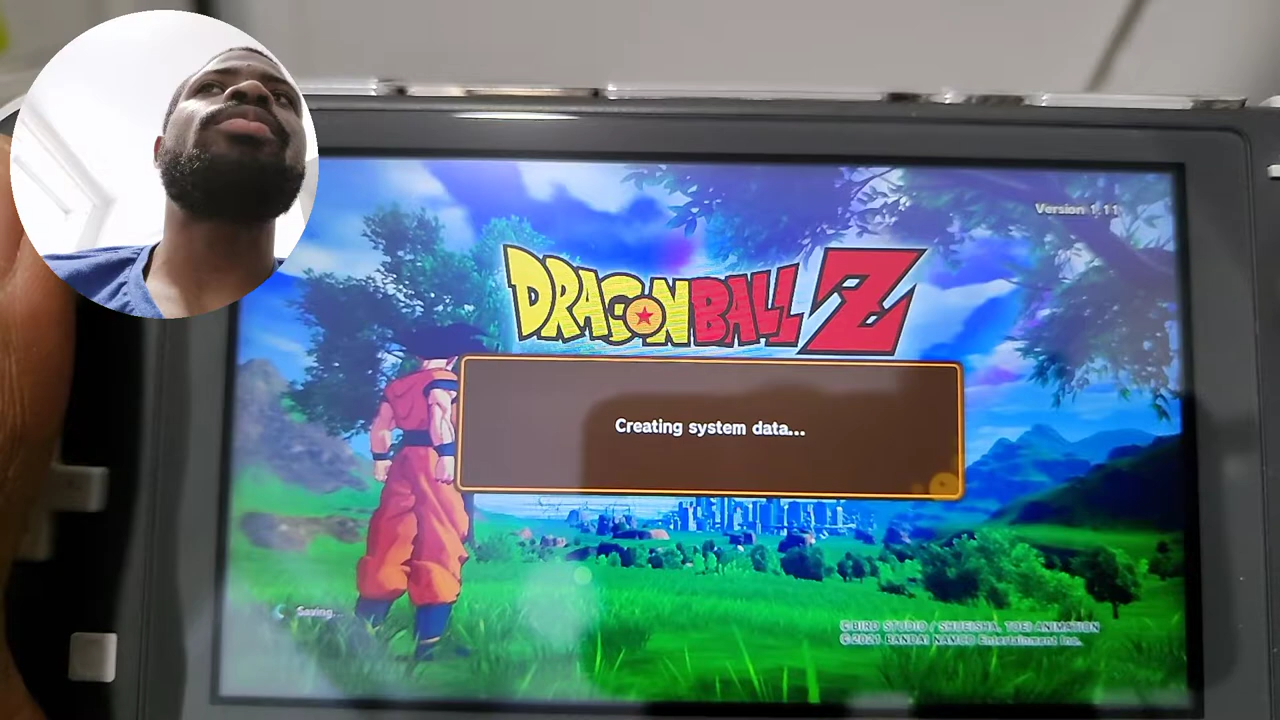 Version 1.11
DRAGON BALL Z
Creating system data...
Saving...
©BIRD STUDIO / SHUEISHA, TOEI ANIMATION
©2021 BANDAI NAMCO Entertainment Inc.